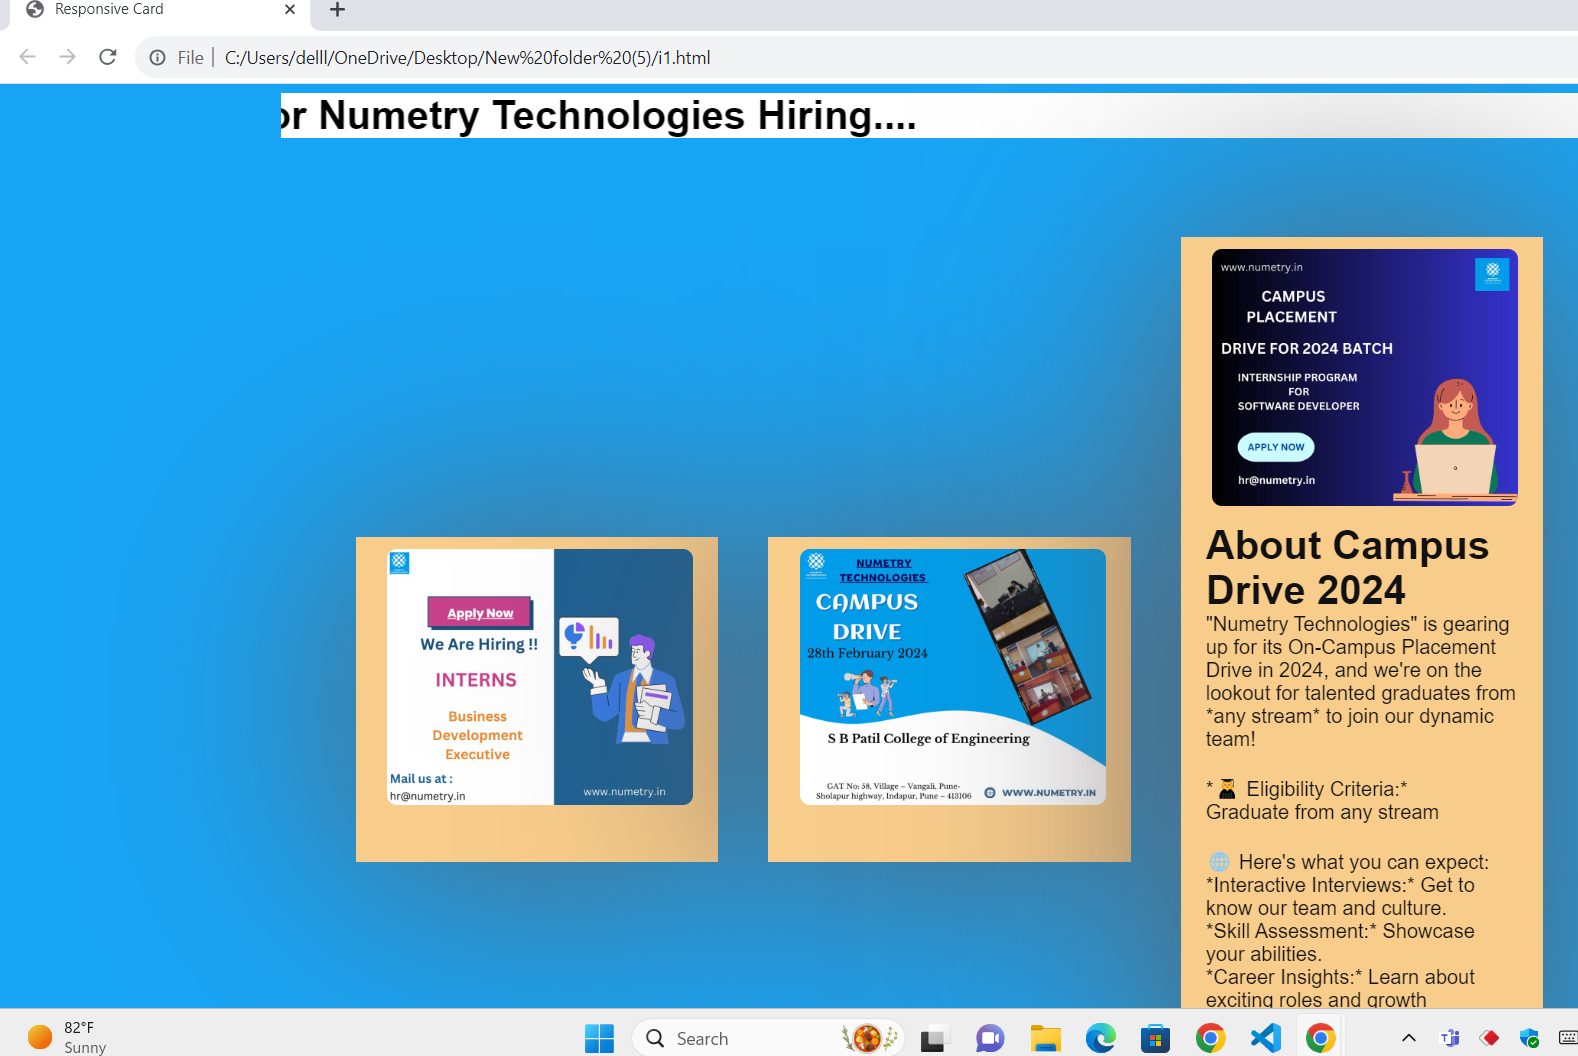 Responsive Card
File
C:/Users/delll/OneDrive/Desktop/New%20folder%20(5)/i1.html
or Numetry Technologies Hiring....
Apply Now
We Are Hiring !!
INTERNS
Business
Development
Executive
Mail us at :
hr@numetry.in
www.numetry.in
NUMETRY
TECHNOLOGIES
CAMPUS
DRIVE
28th February 2024
S B Patil College of Engineering
GAT No: 58, Village – Vangali, Pune-
Sholapur highway, Indapur, Pune – 413106
WWW.NUMETRY.IN
www.numetry.in
CAMPUS
PLACEMENT
DRIVE FOR 2024 BATCH
INTERNSHIP PROGRAM
FOR
SOFTWARE DEVELOPER
APPLY NOW
hr@numetry.in
About Campus
Drive 2024
"Numetry Technologies" is gearing
up for its On-Campus Placement
Drive in 2024, and we're on the
lookout for talented graduates from
*any stream* to join our dynamic
team!
* 👨‍🎓 Eligibility Criteria:*
Graduate from any stream
🌐 Here's what you can expect:
*Interactive Interviews:* Get to
know our team and culture.
*Skill Assessment:* Showcase
your abilities.
*Career Insights:* Learn about
exciting roles and growth
82°F
Sunny
Search